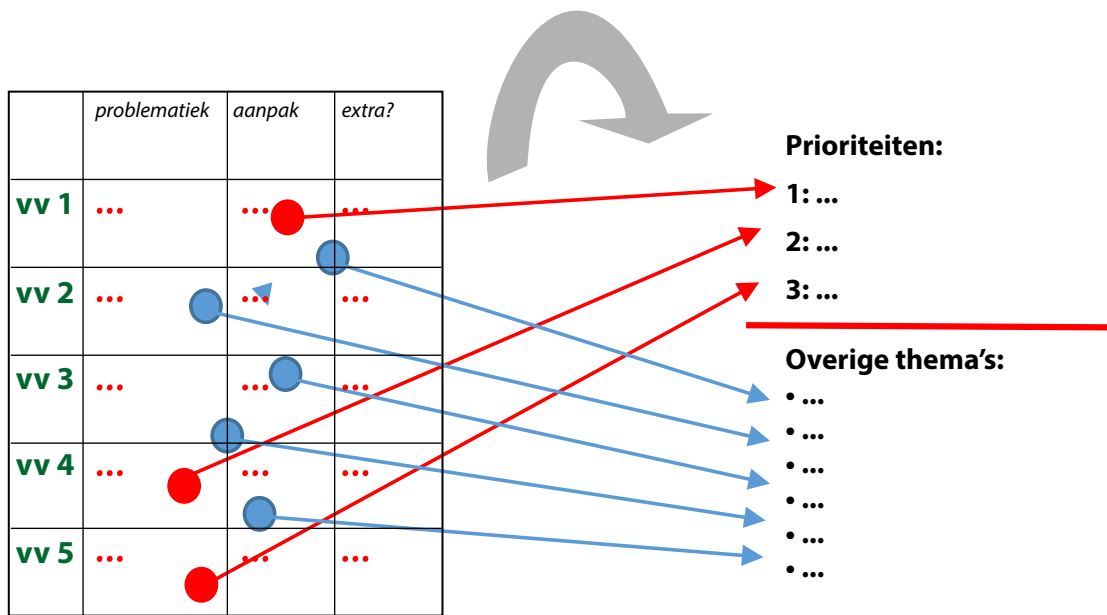 problematiek aanpak extra?
vv 1 ... ... ...
vv 2 ... ... ...
vv 3 ... ... ...
vv 4 ... ... ...
vv 5 ... ... ...
Prioriteiten:
1: ...
2: ...
3: ...
Overige thema's:
• ...
• ...
• ...
• ...
• ...
• ...